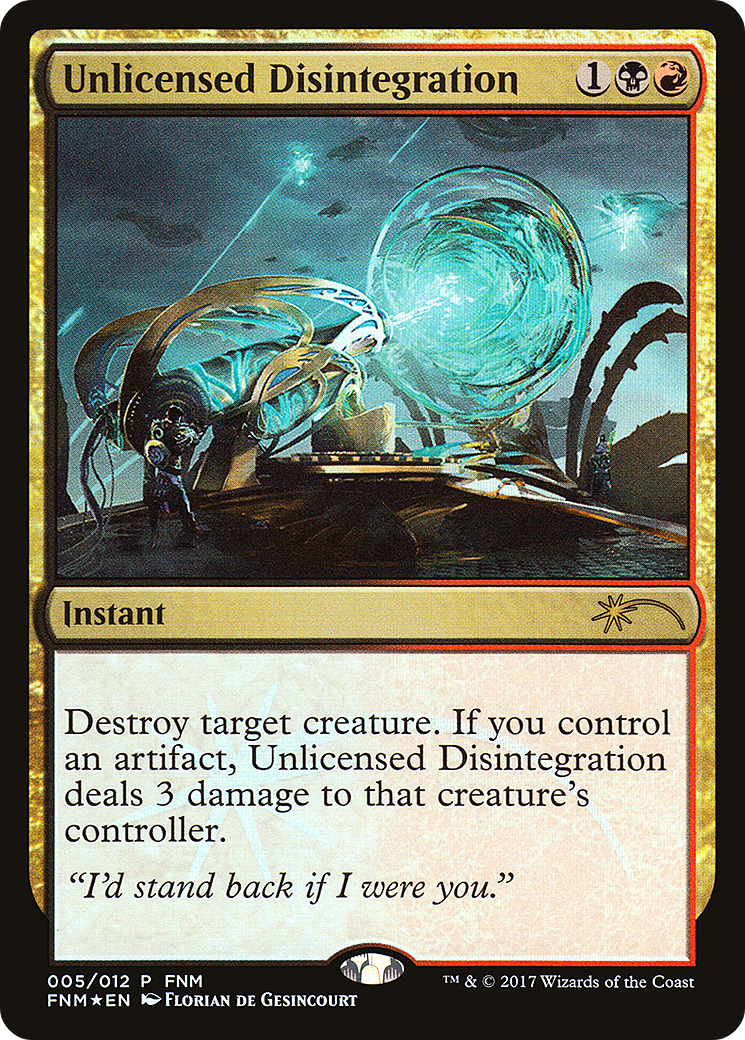 Unlicensed Disintegration 1
Instant
Destroy target creature. If you control
an artifact, Unlicensed Disintegration
deals 3 damage to that creature's
controller.
"I'd stand back if I were you."
005/012 P FNM
FNM★EN Florian de Gesincourt
™ & © 2017 Wizards of the Coast